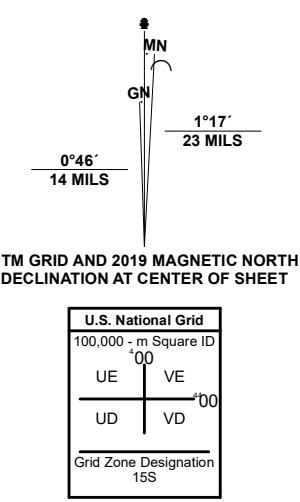 MN
GN
1°17´
23 MILS
0°46´
14 MILS
TM GRID AND 2019 MAGNETIC NORTH
DECLINATION AT CENTER OF SHEET
U.S. National Grid
100,000 - m Square ID
⁴00
UE VE
⁴⁴00
UD VD
Grid Zone Designation
15S